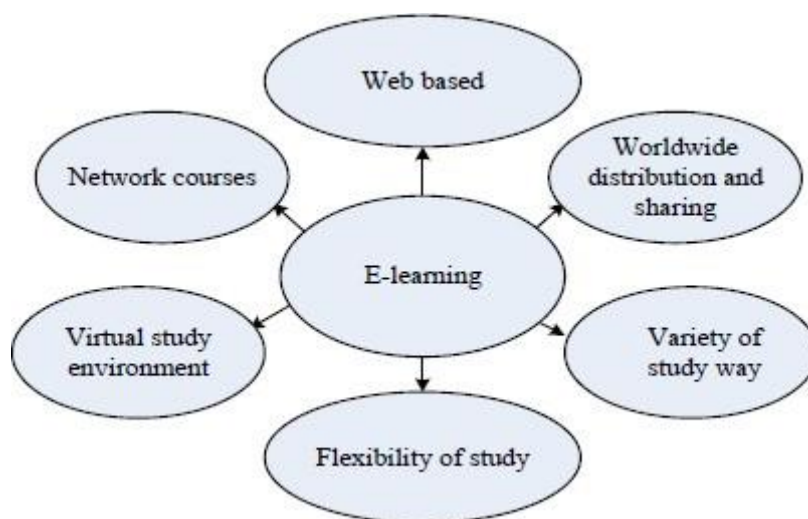 Web based
Network courses
Worldwide
distribution and
sharing
E-learning
Virtual study
environment
Variety of
study way
Flexibility of study